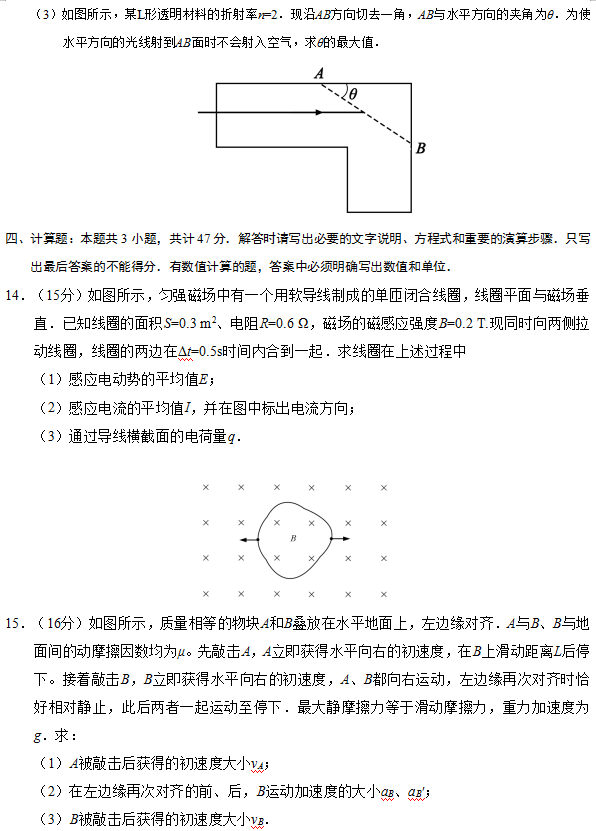 （3）如图所示，某L形透明材料的折射率n=2．现沿AB方向切去一角，AB与水平方向的夹角为θ．为使
水平方向的光线射到AB面时不会射入空气，求θ的最大值．
A
θ
B
四、计算题：本题共3小题，共计47分．解答时请写出必要的文字说明、方程式和重要的演算步骤．只写
出最后答案的不能得分．有数值计算的题，答案中必须明确写出数值和单位．
14．（15分）如图所示，匀强磁场中有一个用软导线制成的单匝闭合线圈，线圈平面与磁场垂
直．已知线圈的面积S=0.3 m²、电阻R=0.6 Ω，磁场的磁感应强度B=0.2 T.现同时向两侧拉
动线圈，线圈的两边在Δt=0.5s时间内合到一起．求线圈在上述过程中
（1）感应电动势的平均值E；
（2）感应电流的平均值I，并在图中标出电流方向；
（3）通过导线横截面的电荷量q．
× × × × × ×
× × × × × ×
B
× × × × × ×
× × × × × ×
15．（16分）如图所示，质量相等的物块A和B叠放在水平地面上，左边缘对齐．A与B、B与地
面间的动摩擦因数均为μ。先敲击A，A立即获得水平向右的初速度，在B上滑动距离L后停
下。接着敲击B，B立即获得水平向右的初速度，A、B都向右运动，左边缘再次对齐时恰
好相对静止，此后两者一起运动至停下．最大静摩擦力等于滑动摩擦力，重力加速度为
g．求：
（1）A被敲击后获得的初速度大小vA；
（2）在左边缘再次对齐的前、后，B运动加速度的大小aB、aB'；
（3）B被敲击后获得的初速度大小vB．